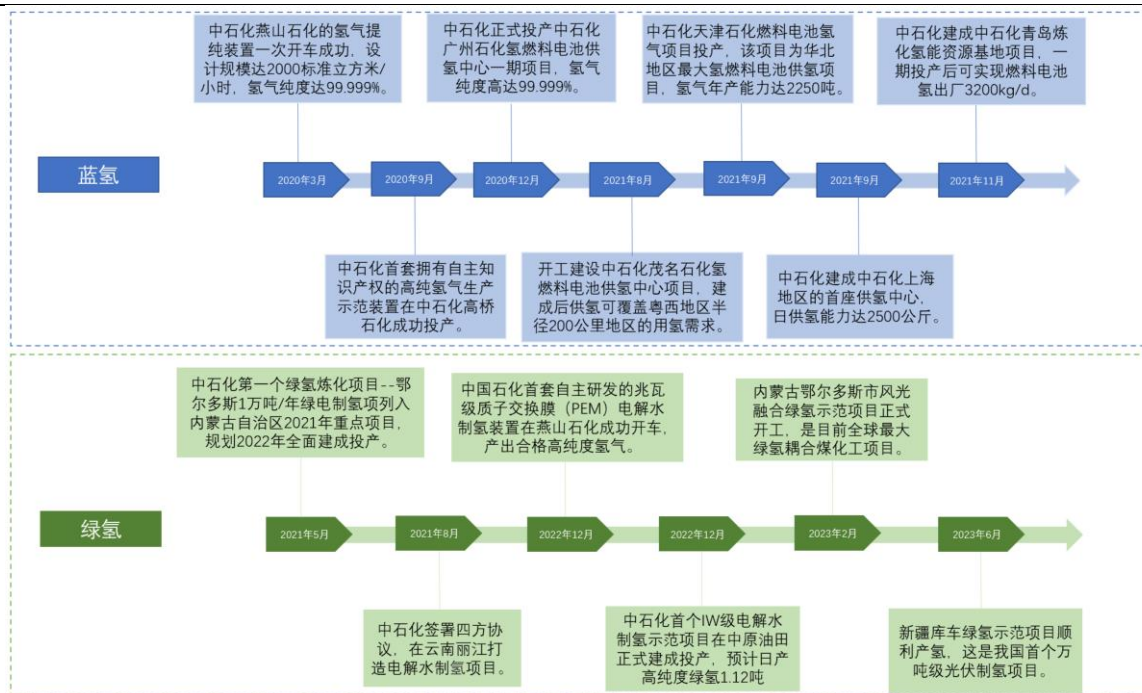 中石化燕山石化的氢气提
纯装置一次开车成功，设
计规模达2000标准立方米/
小时，氢气纯度达99.999%。
中石化正式投产中石化
广州石化氢燃料电池供
氢中心一期项目，氢气
纯度高达99.999%。
中石化天津石化燃料电池氢
气项目投产，该项目为华北
地区最大氢燃料电池供氢项
目，氢气年产能力达2250吨。
中石化建成中石化青岛炼
化氢能资源基地项目，一
期投产后可实现燃料电池
氢出厂3200kg/d。
蓝氢
2020年3月
2020年9月
2020年12月
2021年8月
2021年9月
2021年9月
2021年11月
中石化首套拥有自主知
识产权的高纯氢气生产
示范装置在中石化高桥
石化成功投产。
开工建设中石化茂名石化氢
燃料电池供氢中心项目，建
成后供氢可覆盖粤西地区半
径200公里地区的用氢需求。
中石化建成中石化上海
地区的首座供氢中心，
日供氢能力达2500公斤。
中石化第一个绿氢炼化项目--鄂
尔多斯1万吨/年绿电制氢项列入
内蒙古自治区2021年重点项目，
规划2022年全面建成投产。
中国石化首套自主研发的兆瓦
级质子交换膜（PEM）电解水
制氢装置在燕山石化成功开车，
产出合格高纯度氢气。
内蒙古鄂尔多斯市风光
融合绿氢示范项目正式
开工，是目前全球最大
绿氢耦合煤化工项目。
绿氢
2021年5月
2021年8月
2022年12月
2022年12月
2023年2月
2023年6月
中石化签署四方协
议，在云南丽江打
造电解水制氢项目。
中石化首个IW级电解水
制氢示范项目在中原油田
正式建成投产，预计日产
高纯度绿氢1.12吨
新疆库车绿氢示范项目顺
利产氢，这是我国首个万
吨级光伏制氢项目。